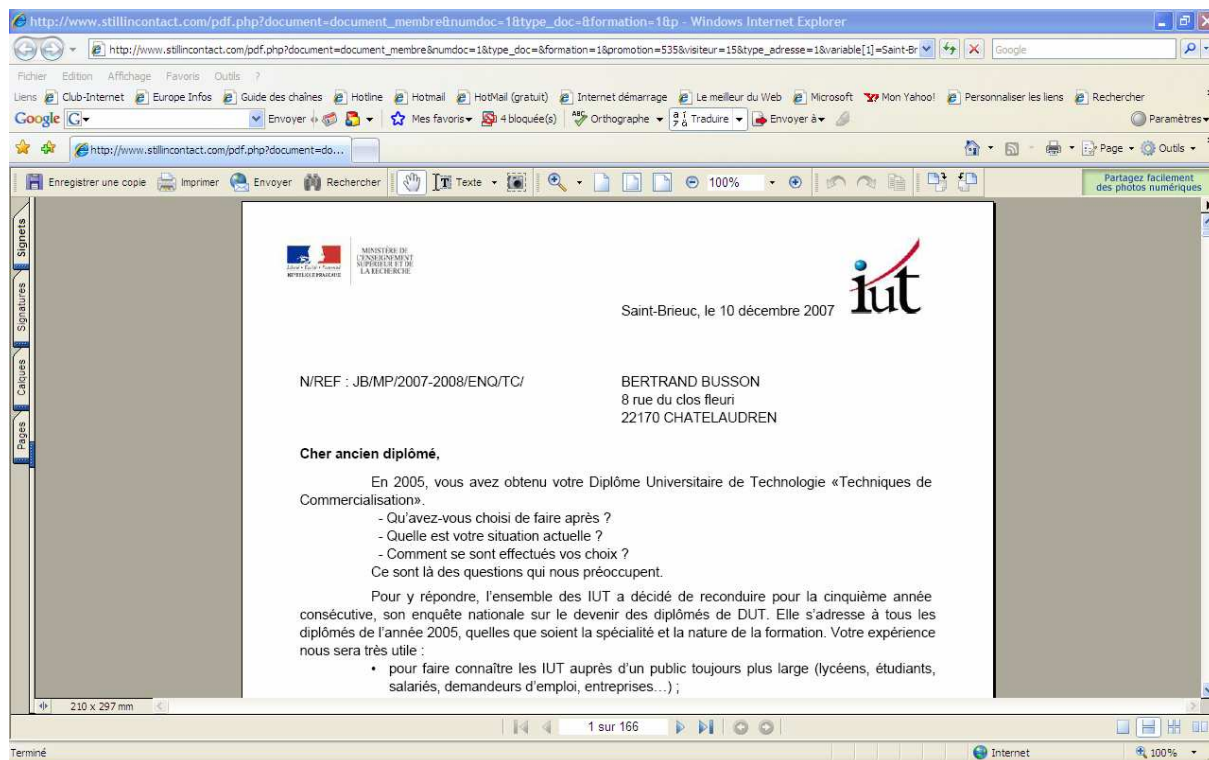 http://www.stillincontact.com/pdf.php?document=document_membre&numdoc=1&type_doc=&formation=1&p - Windows Internet Explorer
http://www.stillincontact.com/pdf.php?document=document_membre&numdoc=1&type_doc=&formation=1&promotion=535&visiteur=15&type_adresse=1&variable[1]=Saint-Br
Google
Fichier Edition Affichage Favoris Outils ?
Liens Club-Internet Europe Infos Guide des chaînes Hotline Hotmail HotMail (gratuit) Internet démarrage Le meilleur du Web Microsoft Mon Yahoo! Personnaliser les liens Rechercher
Google G Envoyer Mes favoris 4 bloquée(s) Orthographe Traduire Envoyer à Paramètres
http://www.stillincontact.com/pdf.php?document=do... Page Outils
Enregistrer une copie Imprimer Envoyer Rechercher Texte 100% Partagez facilement
des photos numériques
Signets
Signatures
Calques
Pages
MINISTÈRE DE
L'ENSEIGNEMENT
SUPÉRIEUR ET DE
LA RECHERCHE
RÉPUBLIQUE FRANÇAISE
iut
Saint-Brieuc, le 10 décembre 2007
N/REF : JB/MP/2007-2008/ENQ/TC/ BERTRAND BUSSON
8 rue du clos fleuri
22170 CHATELAUDREN
Cher ancien diplômé,
En 2005, vous avez obtenu votre Diplôme Universitaire de Technologie «Techniques de
Commercialisation».
- Qu'avez-vous choisi de faire après ?
- Quelle est votre situation actuelle ?
- Comment se sont effectués vos choix ?
Ce sont là des questions qui nous préoccupent.
Pour y répondre, l'ensemble des IUT a décidé de reconduire pour la cinquième année
consécutive, son enquête nationale sur le devenir des diplômés de DUT. Elle s'adresse à tous les
diplômés de l'année 2005, quelles que soient la spécialité et la nature de la formation. Votre expérience
nous sera très utile :
• pour faire connaître les IUT auprès d'un public toujours plus large (lycéens, étudiants,
salariés, demandeurs d'emploi, entreprises…) ;
210 x 297 mm
1 sur 166
Terminé Internet 100%